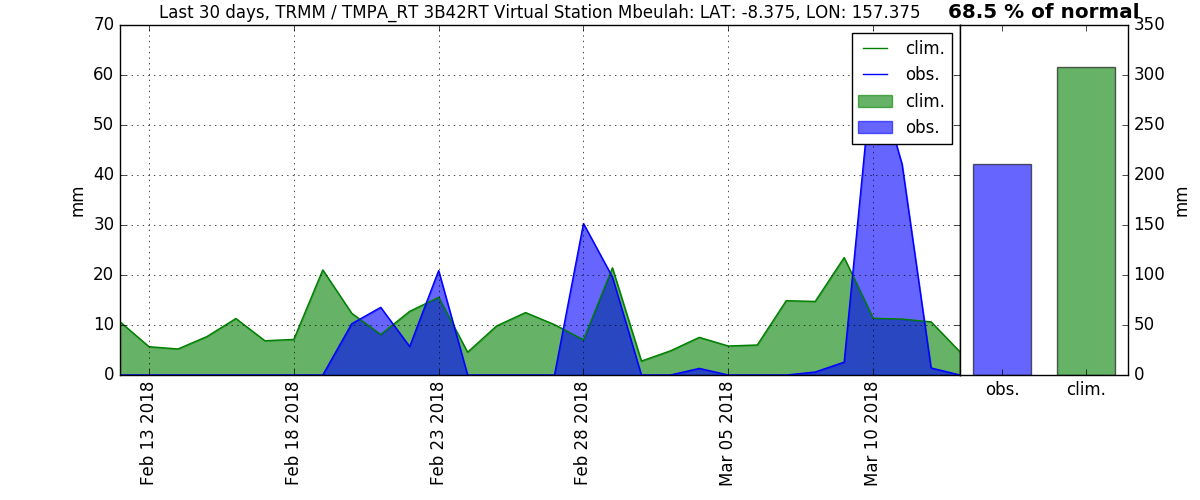 Last 30 days, TRMM / TMPA_RT 3B42RT Virtual Station Mbeulah: LAT: -8.375, LON: 157.375
68.5 % of normal
70
60
50
40
30
20
10
0
mm
clim.
obs.
clim.
obs.
Feb 13 2018
Feb 18 2018
Feb 23 2018
Feb 28 2018
Mar 05 2018
Mar 10 2018
350
300
250
200
150
100
50
0
mm
obs.
clim.